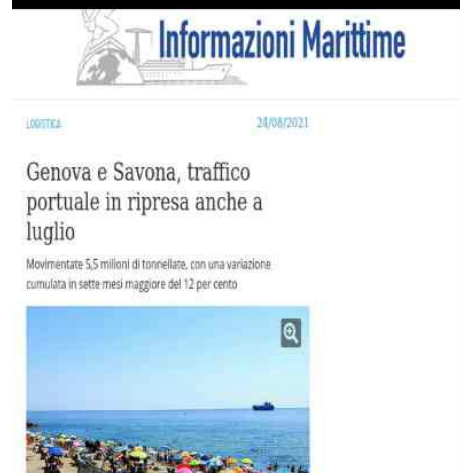 Informazioni Marittime
LOGISTICA
24/08/2021
Genova e Savona, traffico
portuale in ripresa anche a
luglio
Movimentate 5,5 milioni di tonnellate, con una variazione
cumulata in sette mesi maggiore del 12 per cento